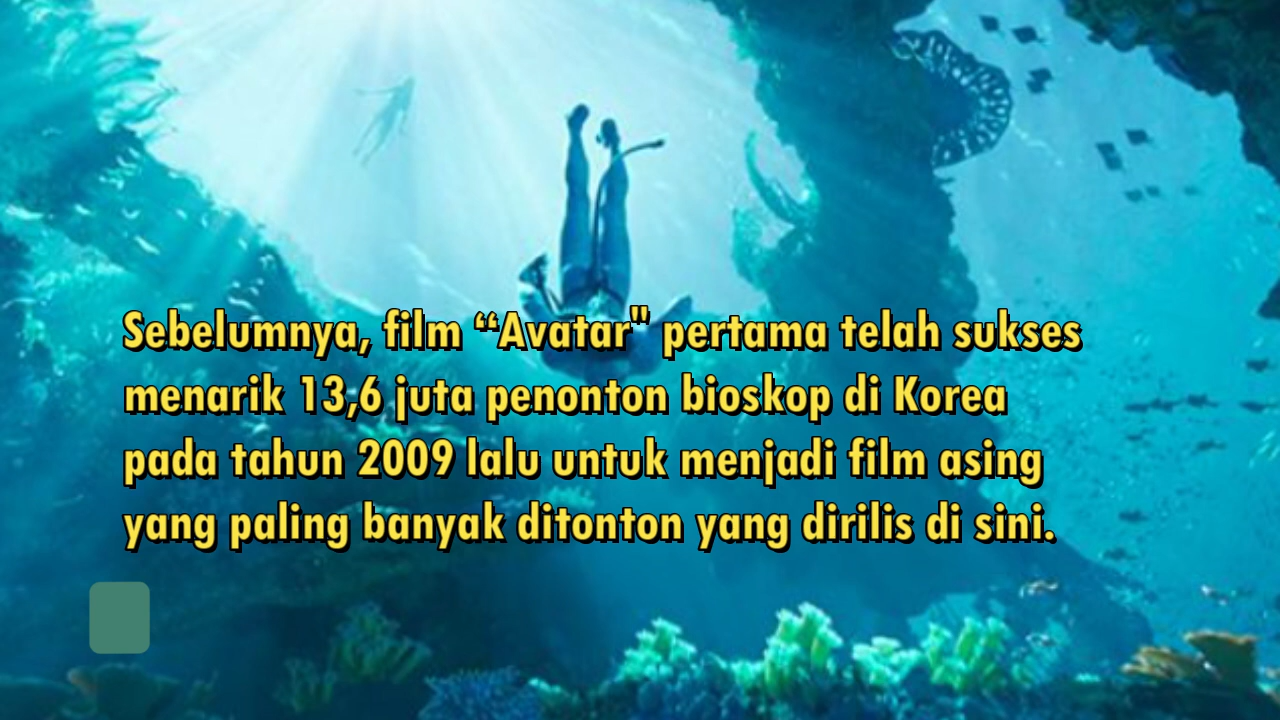 Sebelumnya, film “Avatar" pertama telah sukses
menarik 13,6 juta penonton bioskop di Korea
pada tahun 2009 lalu untuk menjadi film asing
yang paling banyak ditonton yang dirilis di sini.